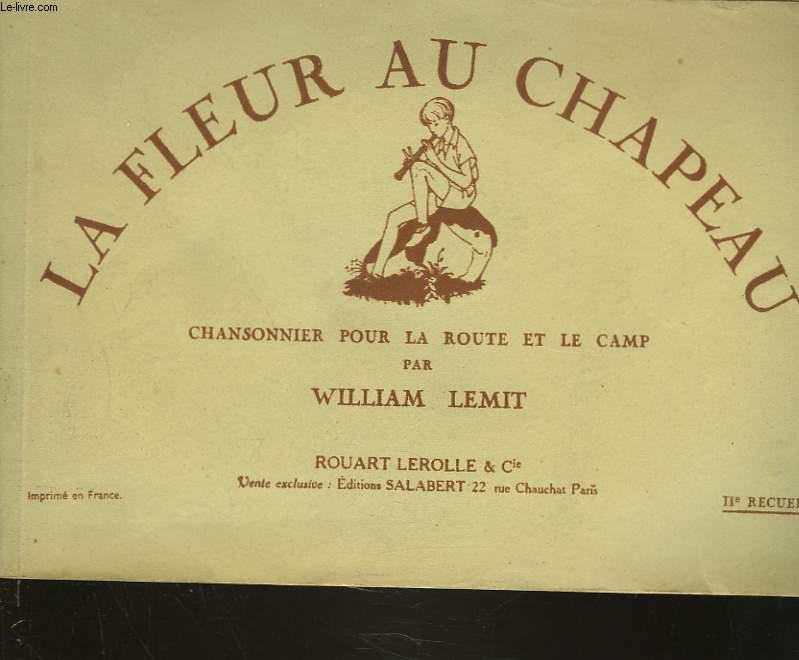 Le-livre.com
LA FLEUR AU CHAPEAU
CHANSONNIER POUR LA ROUTE ET LE CAMP
PAR
WILLIAM LEMIT
ROUART LEROLLE & Cie
Vente exclusive : Éditions SALABERT 22 rue Chauchat Paris
Imprimé en France.
IIe RECUEI